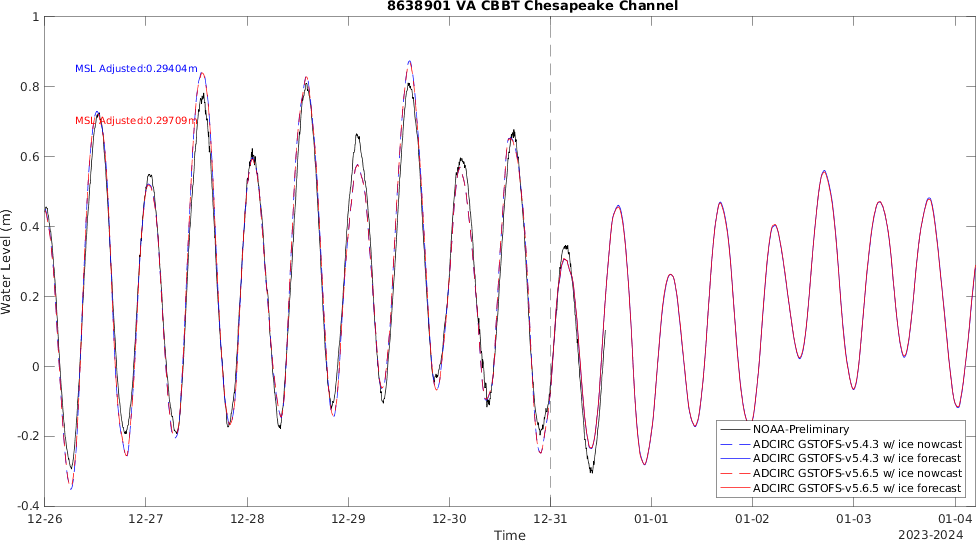 8638901 VA CBBT Chesapeake Channel
1
0.8
0.6
0.4
0.2
0
-0.2
-0.4
Water Level (m)
MSL Adjusted:0.29404m
MSL Adjusted:0.29709m
NOAA-Preliminary
ADCIRC GSTOFS-v5.4.3 w/ ice nowcast
ADCIRC GSTOFS-v5.4.3 w/ ice forecast
ADCIRC GSTOFS-v5.6.5 w/ ice nowcast
ADCIRC GSTOFS-v5.6.5 w/ ice forecast
12-26 12-27 12-28 12-29 12-30 12-31 01-01 01-02 01-03 01-04
Time
2023-2024